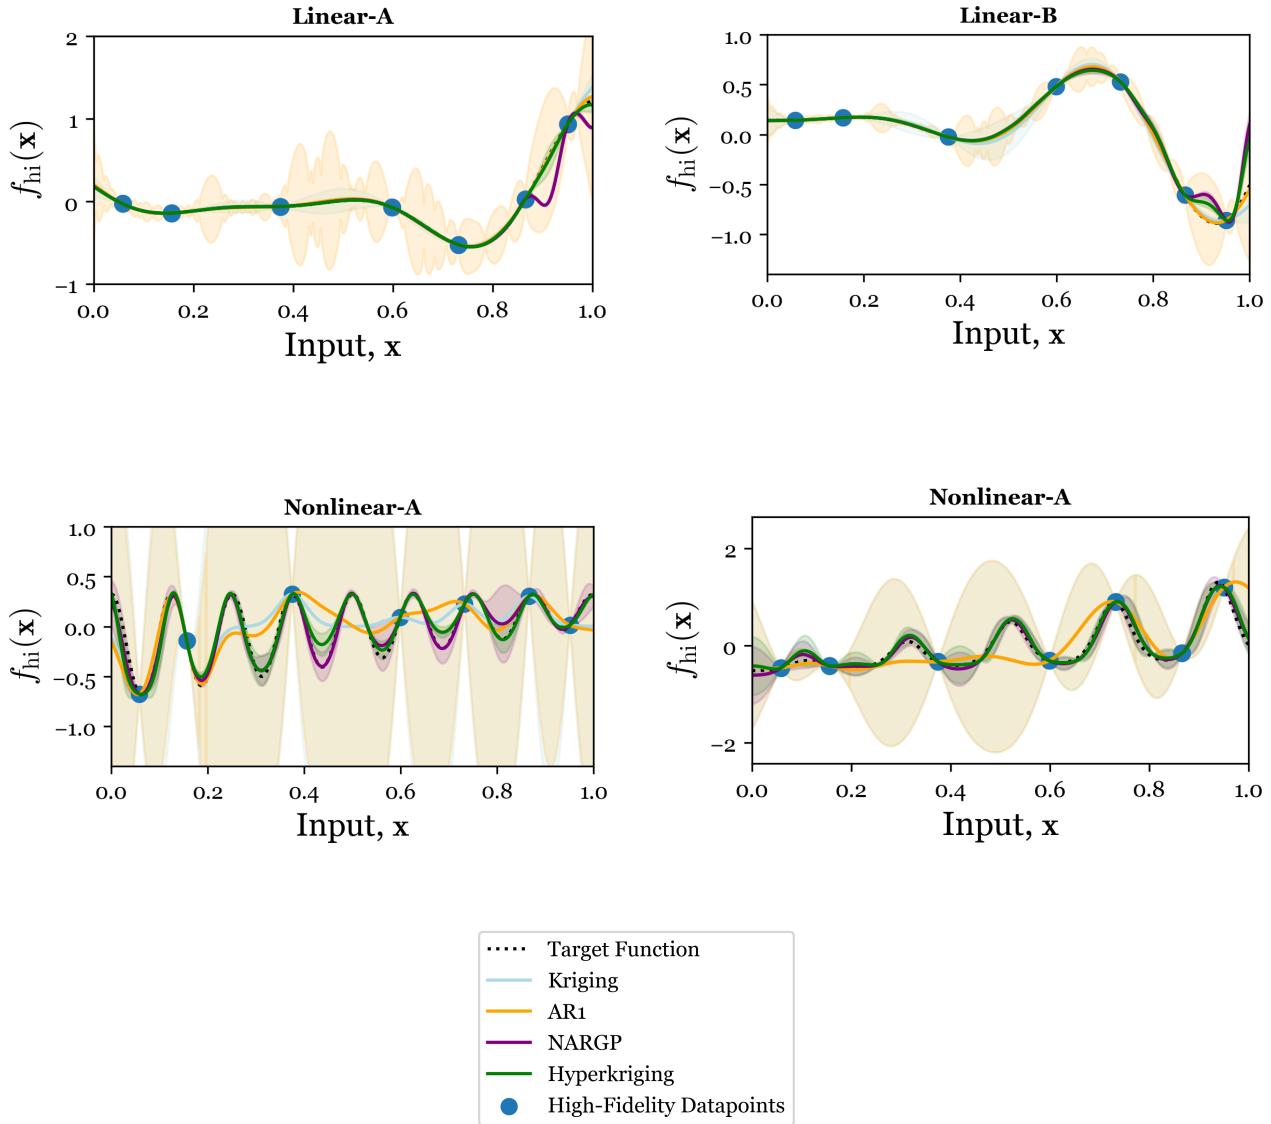 Linear-A
2
1
0
−1
0.0 0.2 0.4 0.6 0.8 1.0
Input, x
f_hi(x)
Linear-B
1.0
0.5
0.0
−0.5
−1.0
0.0 0.2 0.4 0.6 0.8 1.0
Input, x
f_hi(x)
Nonlinear-A
1.0
0.5
0.0
−0.5
−1.0
0.0 0.2 0.4 0.6 0.8 1.0
Input, x
f_hi(x)
Nonlinear-A
2
0
−2
0.0 0.2 0.4 0.6 0.8 1.0
Input, x
f_hi(x)
Target Function
Kriging
AR1
NARGP
Hyperkriging
High-Fidelity Datapoints